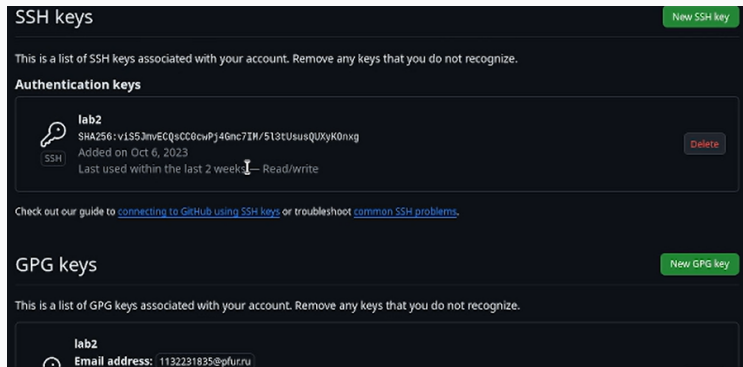 SSH keys
New SSH key
This is a list of SSH keys associated with your account. Remove any keys that you do not recognize.
Authentication keys
lab2
SHA256:viS5JmvECQsCC0cwPj4Gnc7IM/5l3tUsusQUXyK0nxg
Added on Oct 6, 2023
SSH
Delete
Last used within the last 2 weeks — Read/write
Check out our guide to connecting to GitHub using SSH keys or troubleshoot common SSH problems.
GPG keys
New GPG key
This is a list of GPG keys associated with your account. Remove any keys that you do not recognize.
lab2
Email address: 1132231835@pfur.ru